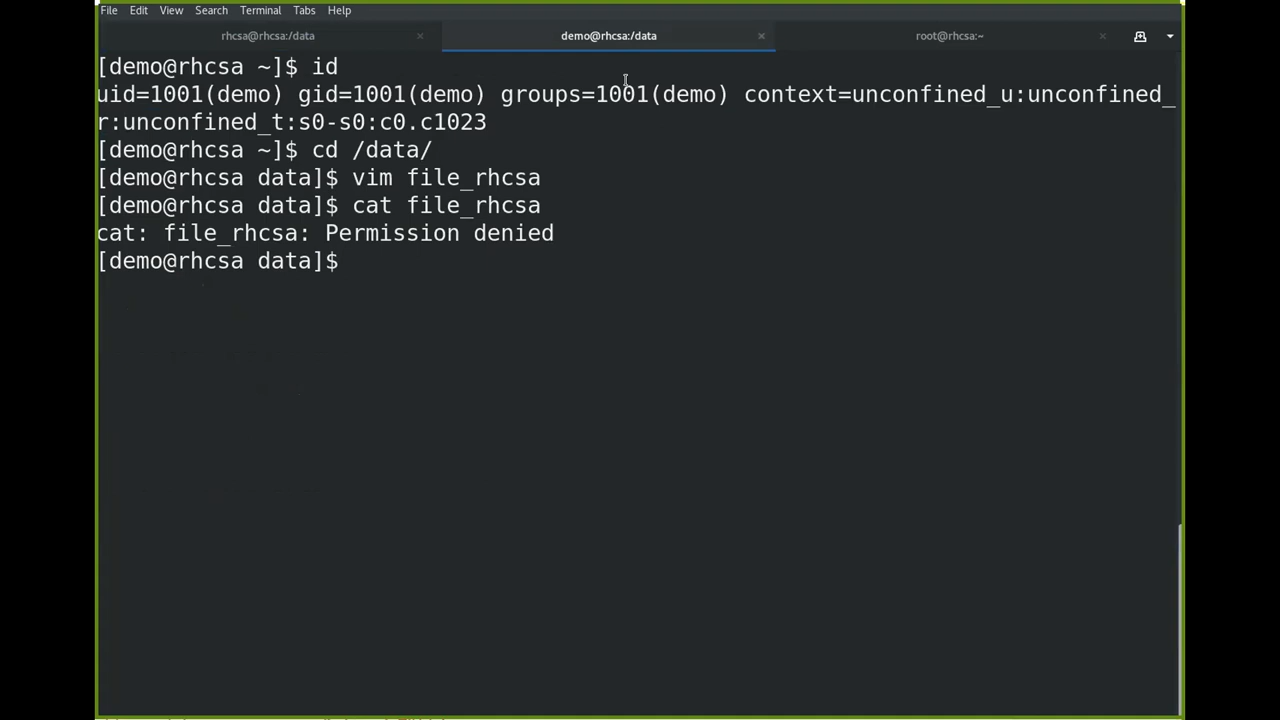 File Edit View Search Terminal Tabs Help
rhcsa@rhcsa:/data × demo@rhcsa:/data × root@rhcsa:~ ×
[demo@rhcsa ~]$ id
uid=1001(demo) gid=1001(demo) groups=1001(demo) context=unconfined_u:unconfined_
r:unconfined_t:s0-s0:c0.c1023
[demo@rhcsa ~]$ cd /data/
[demo@rhcsa data]$ vim file_rhcsa
[demo@rhcsa data]$ cat file_rhcsa
cat: file_rhcsa: Permission denied
[demo@rhcsa data]$